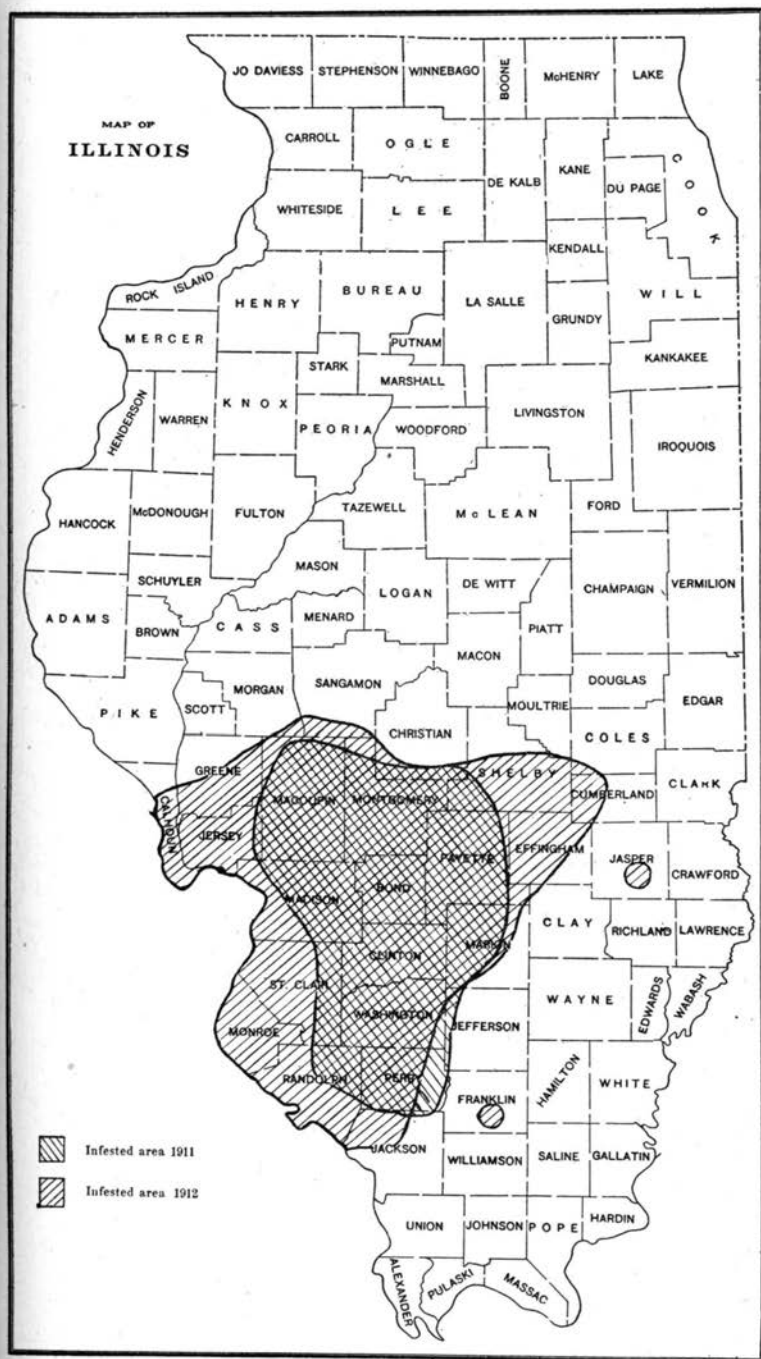 MAP OF
ILLINOIS
JO DAVIESS
STEPHENSON
WINNEBAGO
BOONE
McHENRY
LAKE
CARROLL
OGLE
DE KALB
KANE
DU PAGE
COOK
WHITESIDE
LEE
KENDALL
ROCK ISLAND
HENRY
BUREAU
LA SALLE
GRUNDY
WILL
MERCER
PUTNAM
KANKAKEE
STARK
MARSHALL
HENDERSON
WARREN
KNOX
PEORIA
WOODFORD
LIVINGSTON
IROQUOIS
HANCOCK
McDONOUGH
FULTON
TAZEWELL
McLEAN
FORD
MASON
SCHUYLER
LOGAN
DE WITT
CHAMPAIGN
VERMILION
ADAMS
BROWN
CASS
MENARD
PIATT
MACON
PIKE
SCOTT
MORGAN
SANGAMON
CHRISTIAN
MOULTRIE
DOUGLAS
EDGAR
COLES
GREENE
SHELBY
CUMBERLAND
CLARK
CALHOUN
JERSEY
MACOUPIN
MONTGOMERY
FAYETTE
EFFINGHAM
JASPER
CRAWFORD
MADISON
BOND
CLAY
RICHLAND
LAWRENCE
MARION
CLINTON
ST. CLAIR
WASHINGTON
WAYNE
EDWARDS
WABASH
MONROE
JEFFERSON
RANDOLPH
PERRY
FRANKLIN
HAMILTON
WHITE
JACKSON
WILLIAMSON
SALINE
GALLATIN
Infested area 1911
Infested area 1912
UNION
JOHNSON
POPE
HARDIN
ALEXANDER
PULASKI
MASSAC